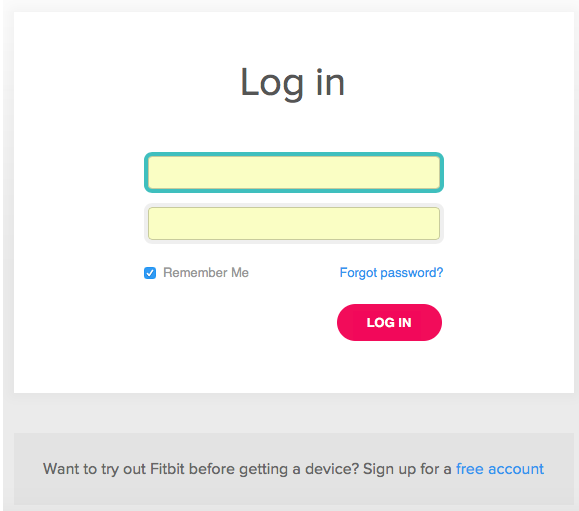 Log in
Remember Me
Forgot password?
LOG IN
Want to try out Fitbit before getting a device? Sign up for a free account